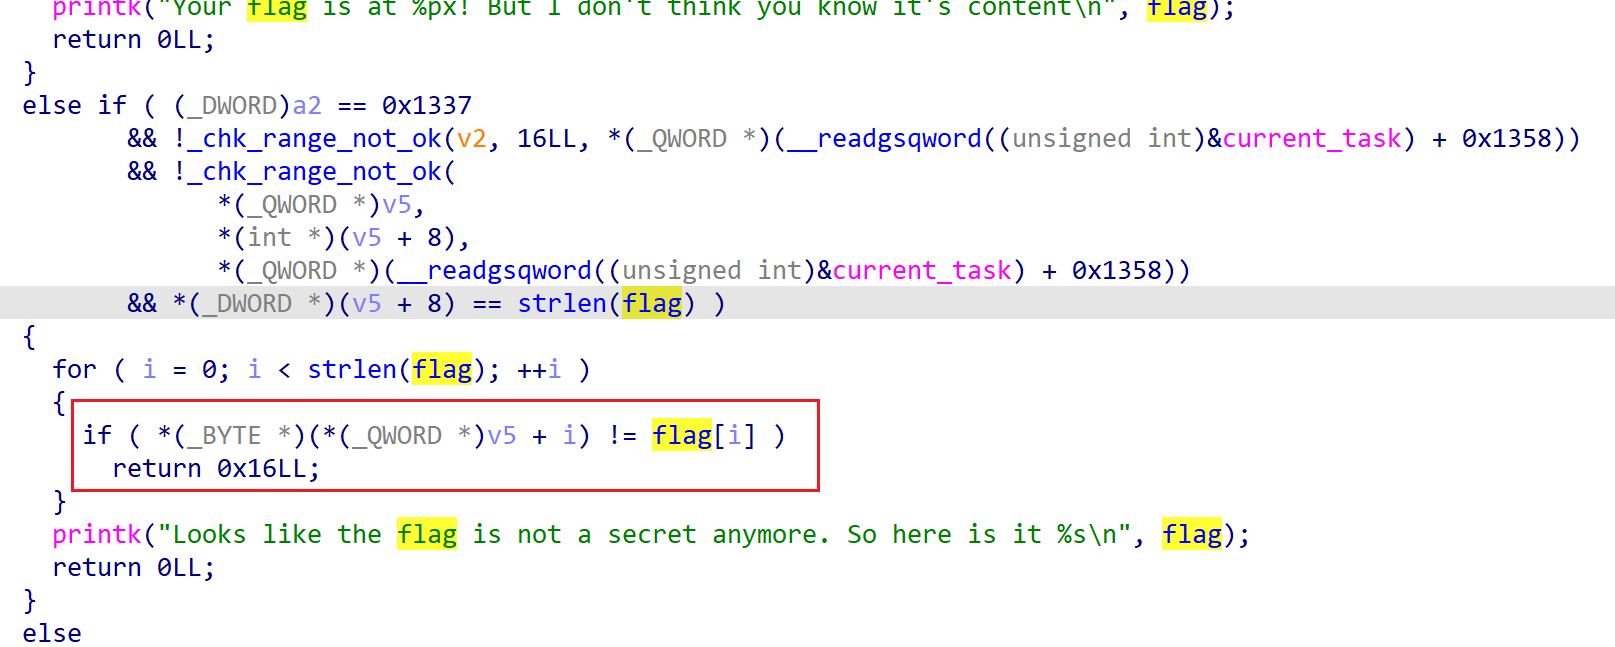 printk("Your flag is at %px! But I don't think you know it's content\n", flag);
return 0LL;
}
else if ( (_DWORD)a2 == 0x1337
&& !_chk_range_not_ok(v2, 16LL, *(_QWORD *)(__readgsqword((unsigned int)&current_task) + 0x1358))
&& !_chk_range_not_ok(
*(_QWORD *)v5,
*(int *)(v5 + 8),
*(_QWORD *)(__readgsqword((unsigned int)&current_task) + 0x1358))
&& *(_DWORD *)(v5 + 8) == strlen(flag) )
{
for ( i = 0; i < strlen(flag); ++i )
{
if ( *(_BYTE *)(*(_QWORD *)v5 + i) != flag[i] )
return 0x16LL;
}
printk("Looks like the flag is not a secret anymore. So here is it %s\n", flag);
return 0LL;
}
else